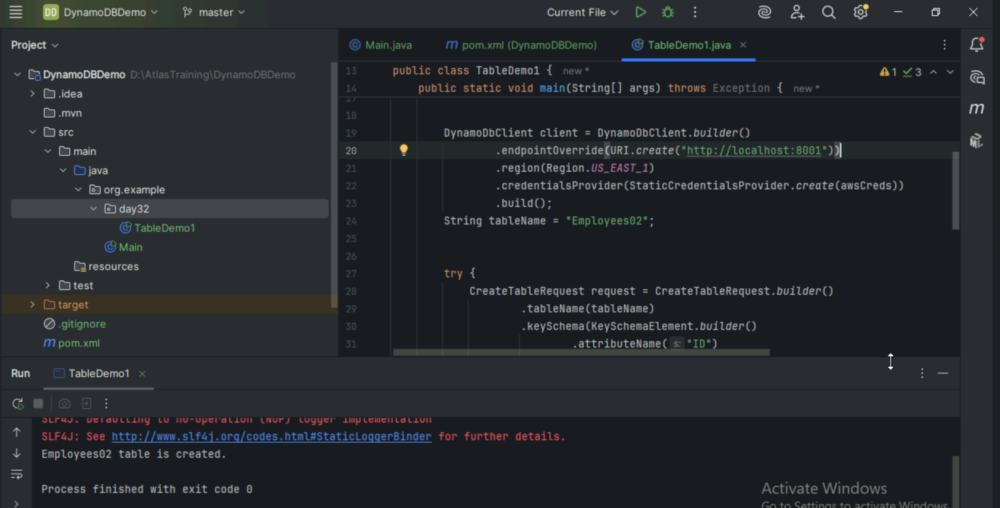 DD DynamoDBDemo master Current File
Project
Main.java pom.xml (DynamoDBDemo) TableDemo1.java
DynamoDBDemo D:\AtlasTraining\DynamoDBDemo
.idea
.mvn
src
main
java
org.example
day32
TableDemo1
Main
resources
test
target
.gitignore
m pom.xml
13 public class TableDemo1 { new *
1 3
14 public static void main(String[] args) throws Exception { new *
17
18
19 DynamoDbClient client = DynamoDbClient.builder()
20 .endpointOverride(URI.create("http://localhost:8001"))
21 .region(Region.US_EAST_1)
22 .credentialsProvider(StaticCredentialsProvider.create(awsCreds))
23 .build();
24 String tableName = "Employees02";
25
26
27 try {
28 CreateTableRequest request = CreateTableRequest.builder()
29 .tableName(tableName)
30 .keySchema(KeySchemaElement.builder()
31 .attributeName( s: "ID")
Run TableDemo1
SLF4J: Defaulting to no-operation (NOP) logger implementation
SLF4J: See http://www.slf4j.org/codes.html#StaticLoggerBinder for further details.
Employees02 table is created.
Process finished with exit code 0
Activate Windows
Go to Settings to activate Windows.